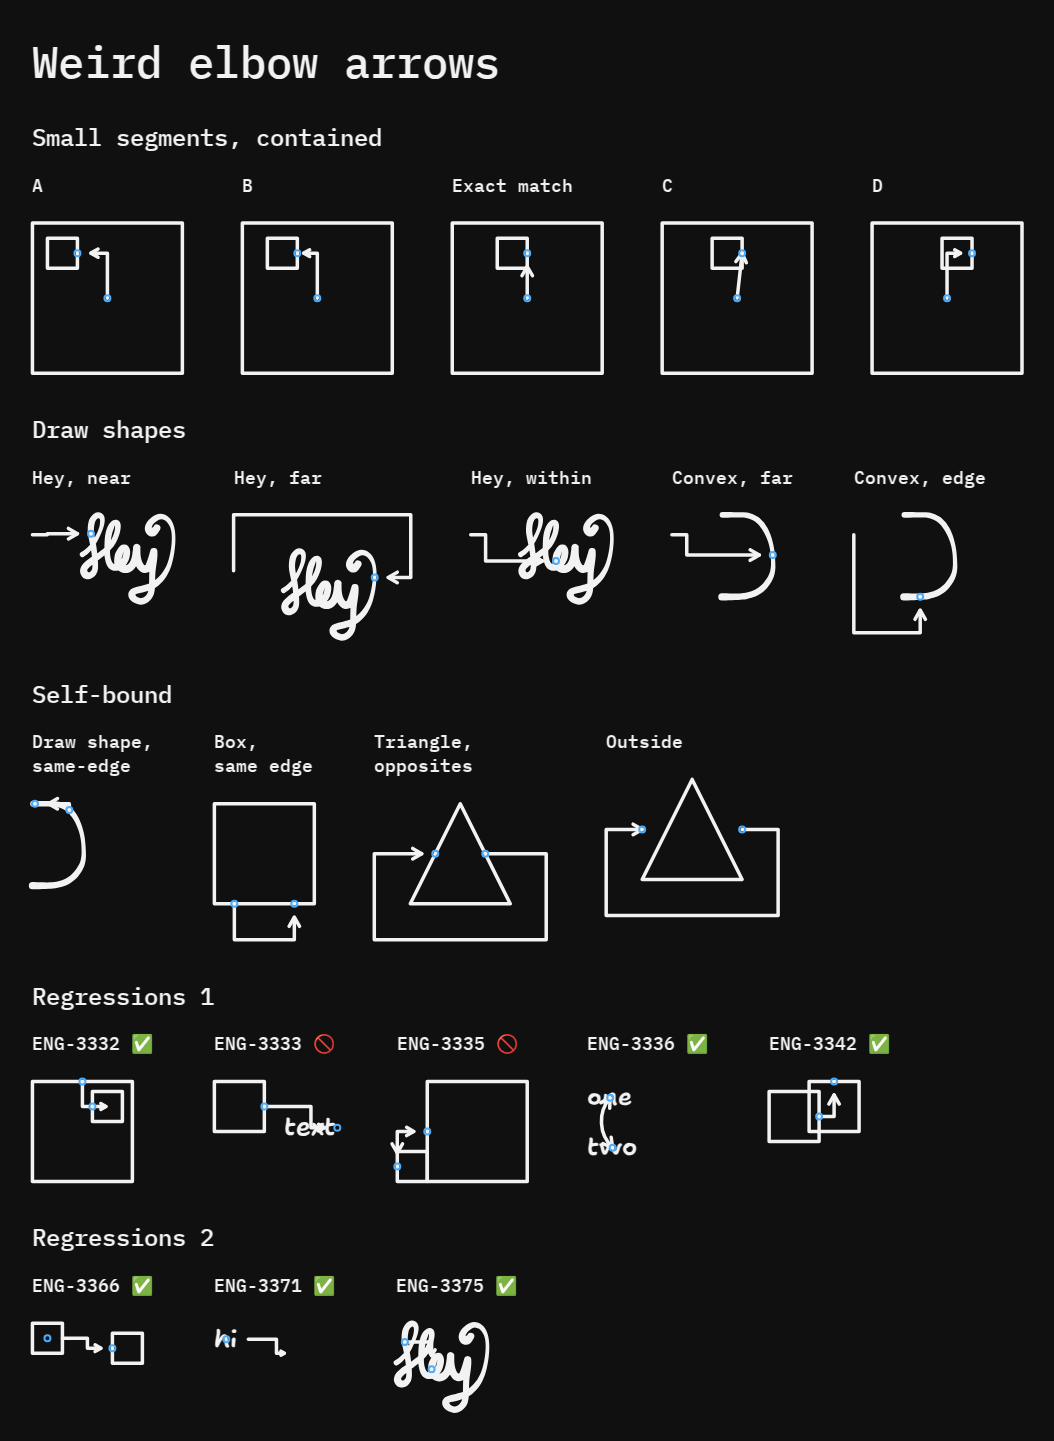 Weird elbow arrows
Small segments, contained
A
B
Exact match
C
D
Draw shapes
Hey, near
Hey, far
Hey, within
Convex, far
Convex, edge
Hey
Hey
Hey
Self-bound
Draw shape,
same-edge
Box,
same edge
Triangle,
opposites
Outside
Regressions 1
ENG-3332 ✅
ENG-3333 🚫
ENG-3335 🚫
ENG-3336 ✅
ENG-3342 ✅
text
one
two
Regressions 2
ENG-3366 ✅
ENG-3371 ✅
ENG-3375 ✅
hi
Hey